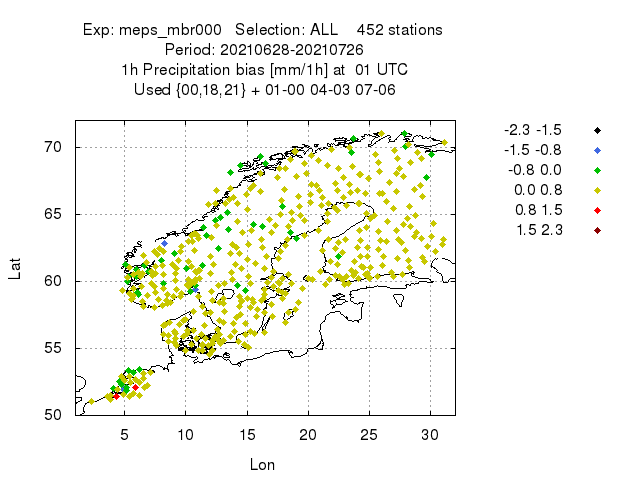 Exp: meps_mbr000 Selection: ALL 452 stations
Period: 20210628-20210726
1h Precipitation bias [mm/1h] at 01 UTC
Used {00,18,21} + 01-00 04-03 07-06
-2.3 -1.5
-1.5 -0.8
-0.8 0.0
0.0 0.8
0.8 1.5
1.5 2.3
70
65
60
55
50
Lat
5 10 15 20 25 30
Lon